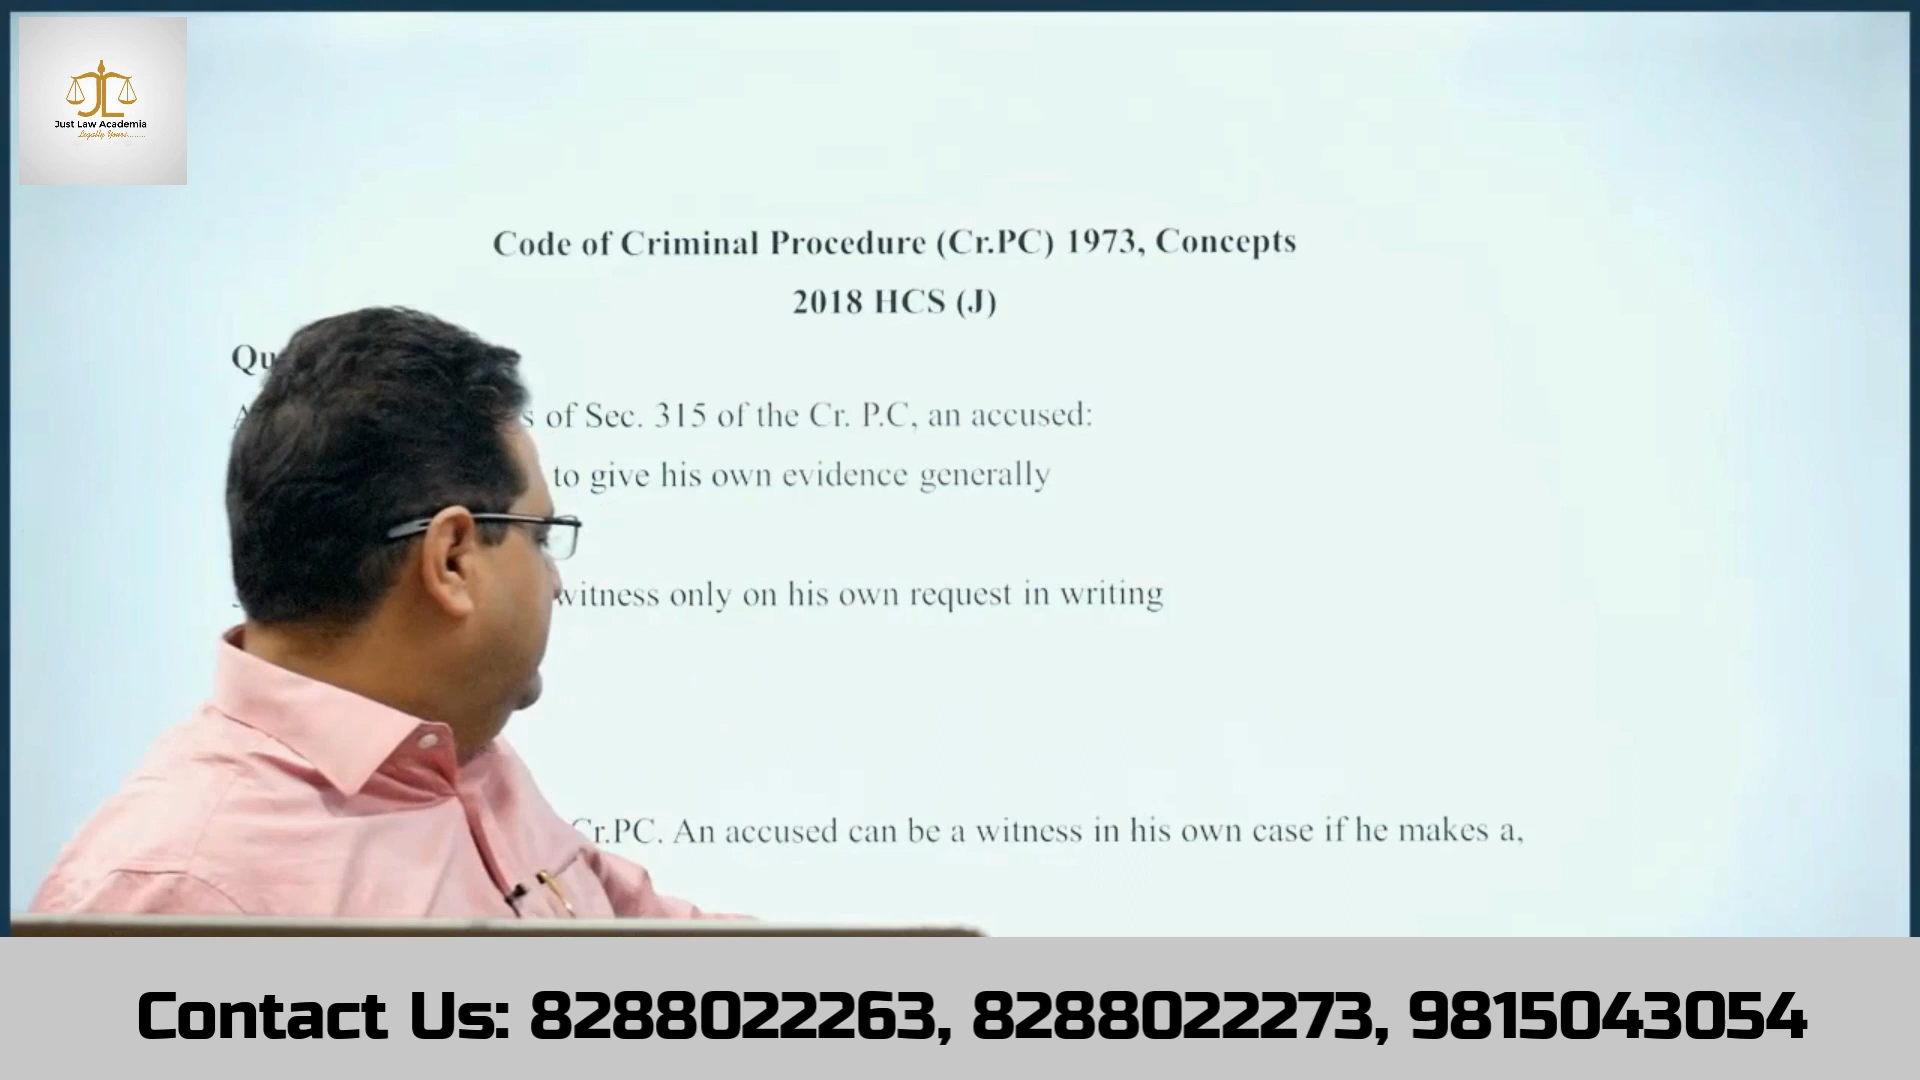 JL
Just Law Academia
Legally Yours........
Code of Criminal Procedure (Cr.PC) 1973, Concepts
2018 HCS (J)
Qu
of Sec. 315 of the Cr. P.C, an accused:
to give his own evidence generally
witness only on his own request in writing
Cr.PC. An accused can be a witness in his own case if he makes a,
Contact Us: 8288022263, 8288022273, 9815043054